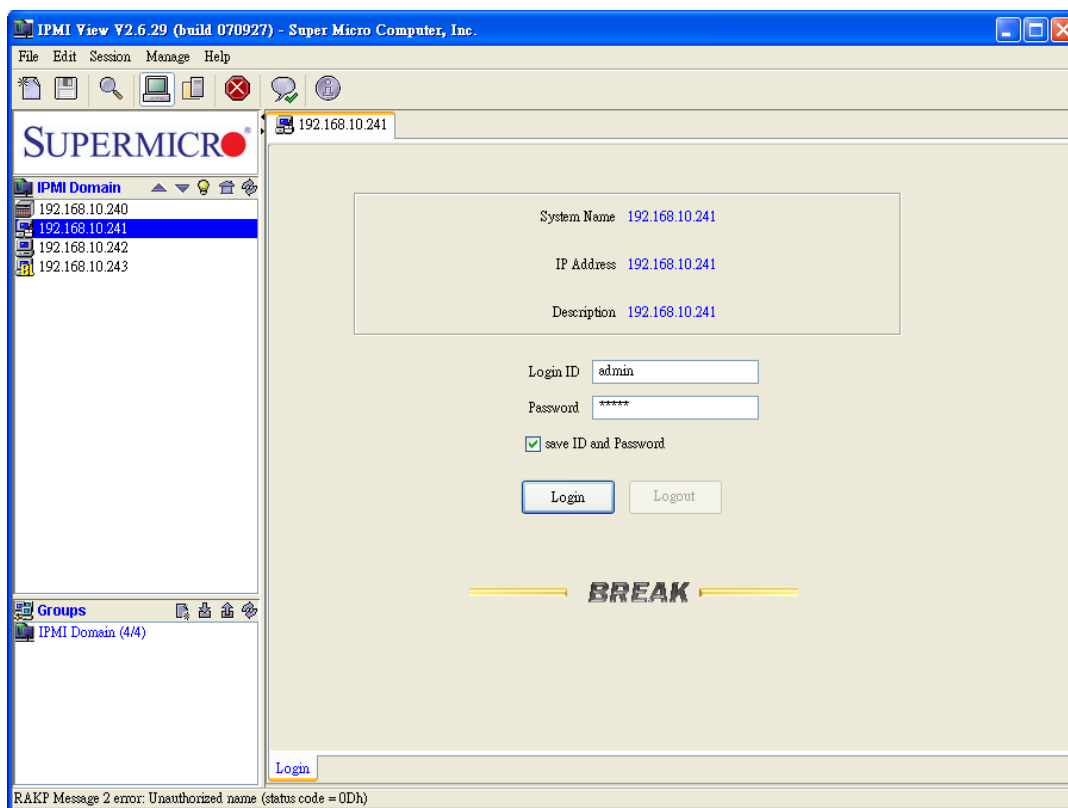 IPMI View V2.6.29 (build 070927) - Super Micro Computer, Inc.
File Edit Session Manage Help
SUPERMICRO®
IPMI Domain
192.168.10.240
192.168.10.241
192.168.10.242
192.168.10.243
Groups
IPMI Domain (4/4)
192.168.10.241
System Name 192.168.10.241
IP Address 192.168.10.241
Description 192.168.10.241
Login ID admin
Password *****
save ID and Password
Login Logout
BREAK
Login
RAKP Message 2 error: Unauthorized name (status code = 0Dh)